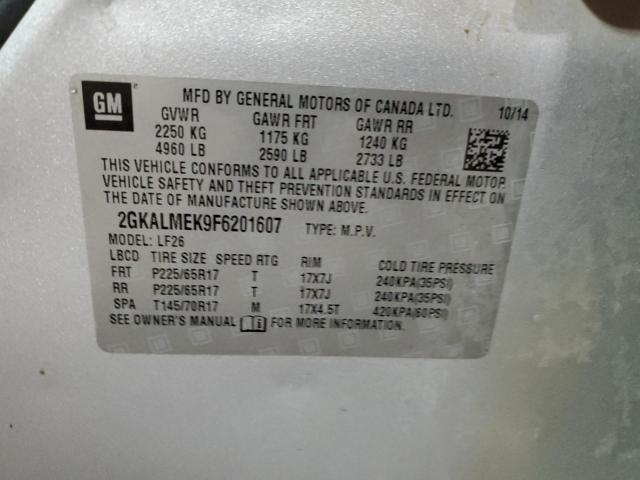 GM
MFD BY GENERAL MOTORS OF CANADA LTD. 10/14
GVWR GAWR FRT GAWR RR
2250 KG 1175 KG 1240 KG
4960 LB 2590 LB 2733 LB
THIS VEHICLE CONFORMS TO ALL APPLICABLE U.S. FEDERAL MOTOR
VEHICLE SAFETY AND THEFT PREVENTION STANDARDS IN EFFECT ON
THE DATE OF MANUFACTURE SHOWN ABOVE.
2GKALMEK9F6201607 TYPE: M.P.V.
MODEL: LF26
LBCD TIRE SIZE SPEED RTG RIM COLD TIRE PRESSURE
FRT P225/65R17 T 17X7J 240KPA(35PSI)
RR P225/65R17 T 17X7J 240KPA(35PSI)
SPA T145/70R17 M 17X4.5T 420KPA(60PSI)
SEE OWNER'S MANUAL FOR MORE INFORMATION.